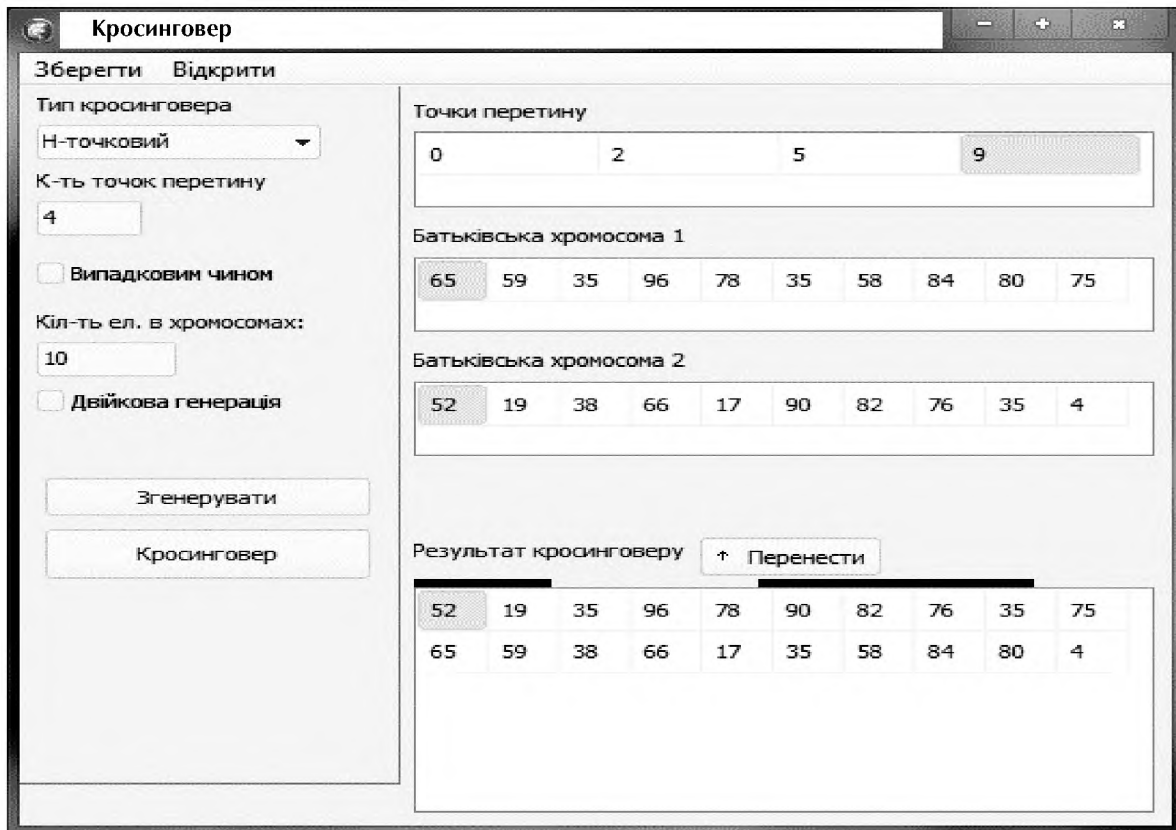 Кросинговер
Зберегти Відкрити
Тип кросинговера
Н-точковий
К-ть точок перетину
4
Випадковим чином
Кіл-ть ел. в хромосомах:
10
Двійкова генерація
Згенерувати
Кросинговер
Точки перетину
0 2 5 9
Батьківська хромосома 1
65 59 35 96 78 35 58 84 80 75
Батьківська хромосома 2
52 19 38 66 17 90 82 76 35 4
Результат кросинговеру ↑ Перенести
52 19 35 96 78 90 82 76 35 75
65 59 38 66 17 35 58 84 80 4